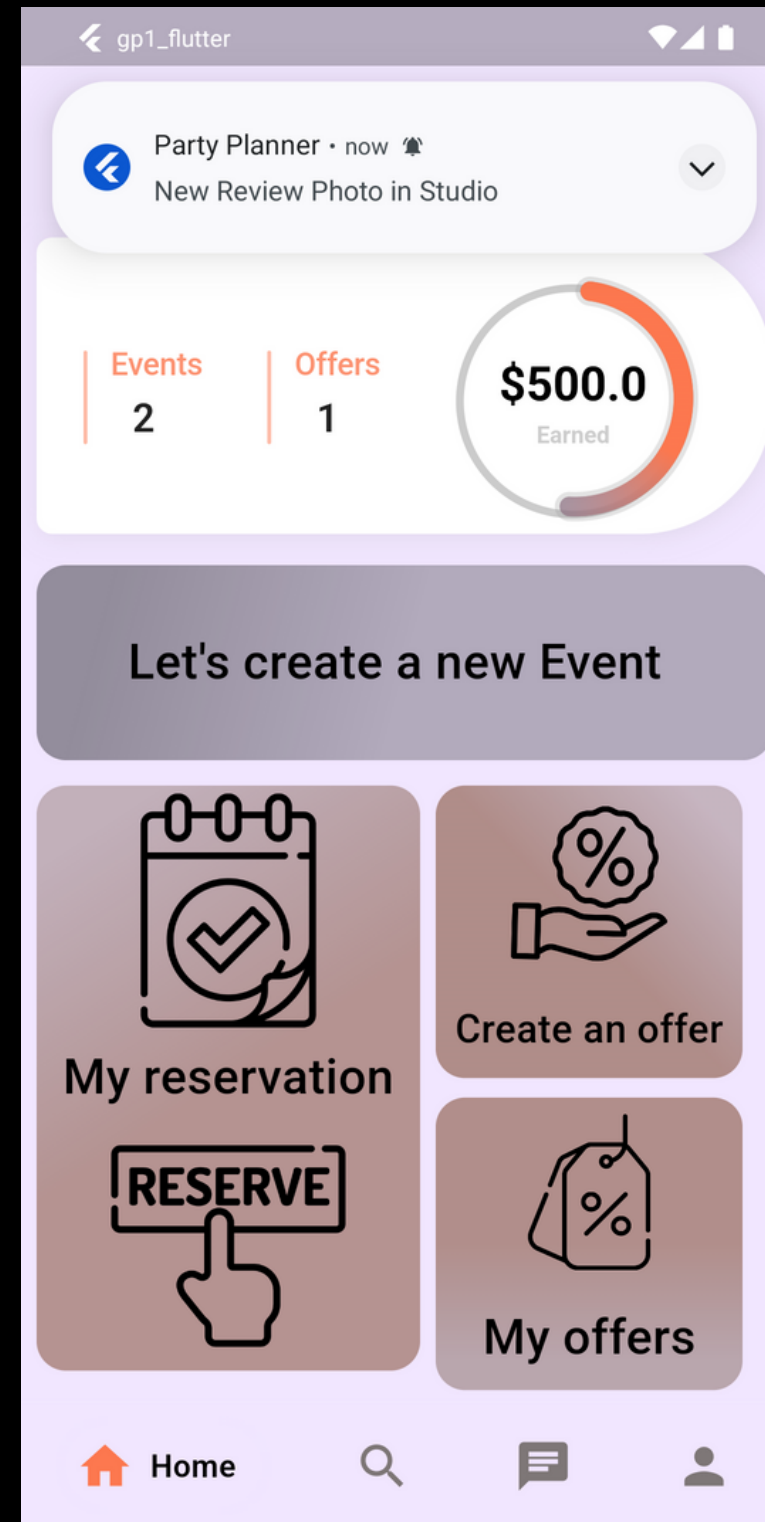 gp1_flutter
Party Planner • now
New Review Photo in Studio
Events
2
Offers
1
$500.0
Earned
Let's create a new Event
My reservation
RESERVE
%
Create an offer
%
My offers
Home